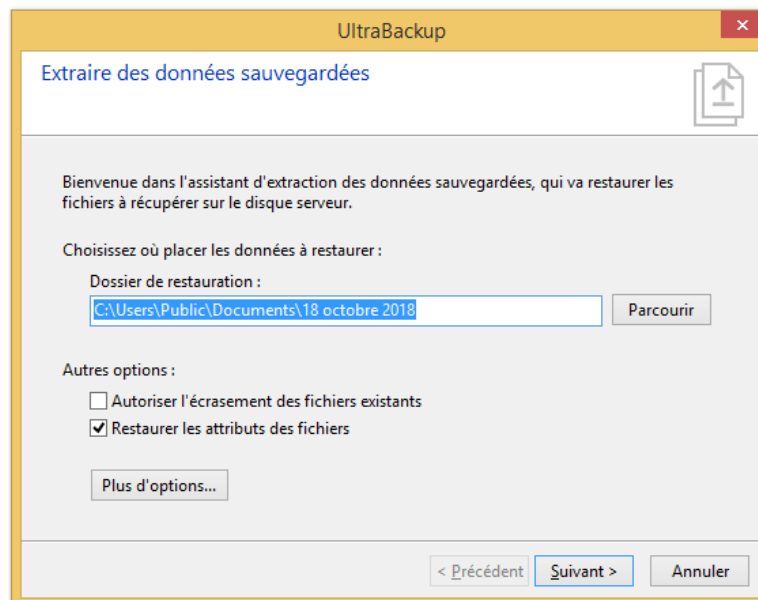 UltraBackup
Extraire des données sauvegardées
Bienvenue dans l'assistant d'extraction des données sauvegardées, qui va restaurer les
fichiers à récupérer sur le disque serveur.
Choisissez où placer les données à restaurer :
Dossier de restauration :
C:\Users\Public\Documents\18 octobre 2018
Parcourir
Autres options :
Autoriser l'écrasement des fichiers existants
Restaurer les attributs des fichiers
Plus d'options...
< Précédent Suivant > Annuler